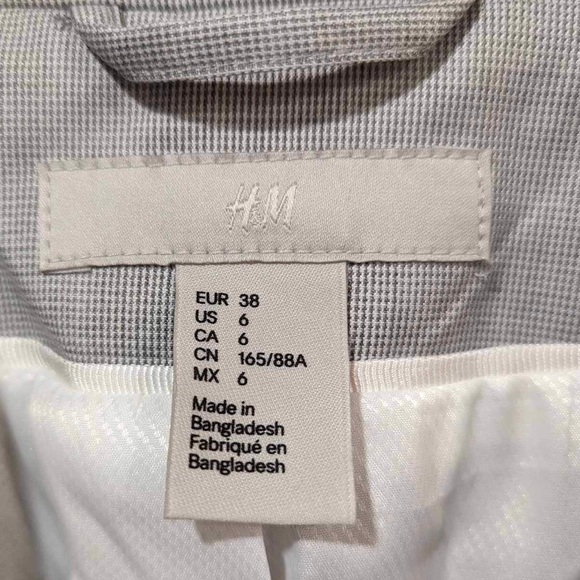 H&M
EUR 38
US 6
CA 6
CN 165/88A
MX 6
Made in
Bangladesh
Fabriqué en
Bangladesh